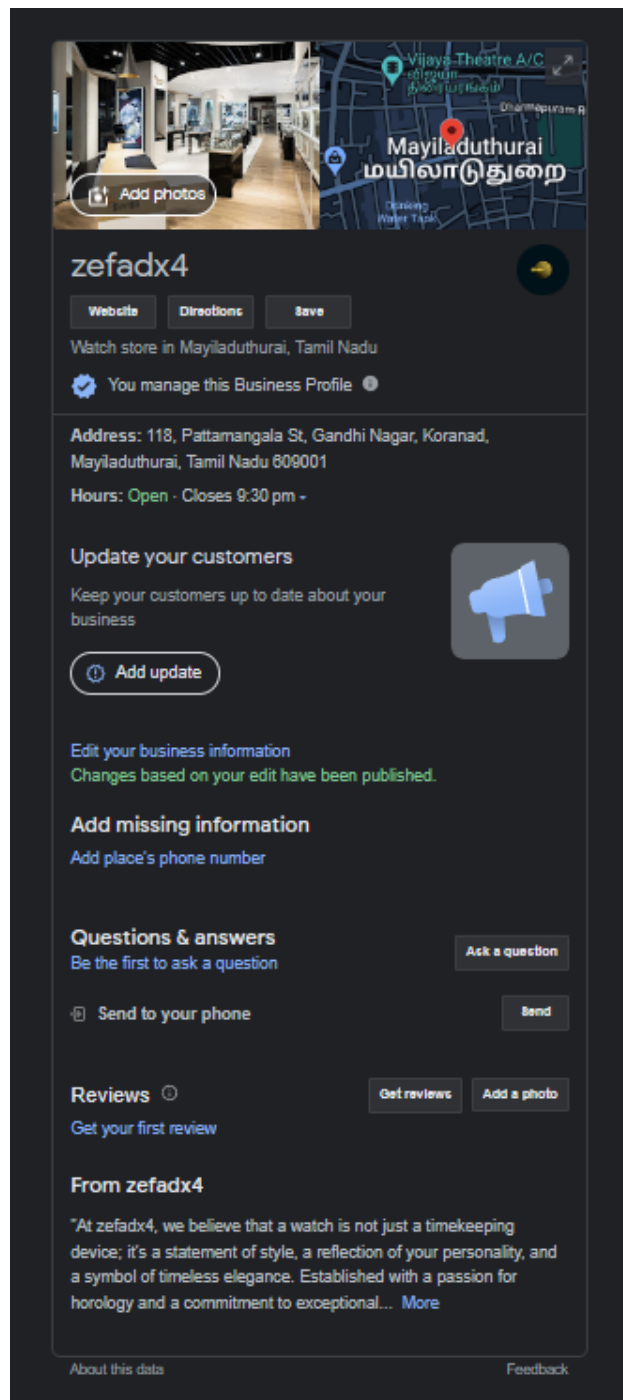 Vijaya Theatre A/C
விஜயா
திரையரங்கம்
Dharmapuram R
Mayiladuthurai
மயிலாடுதுறை
Drinking
Water Tank
Add photos
zefadx4
Website Directions Save
Watch store in Mayiladuthurai, Tamil Nadu
You manage this Business Profile
Address: 118, Pattamangala St, Gandhi Nagar, Koranad,
Mayiladuthurai, Tamil Nadu 609001
Hours: Open · Closes 9:30 pm
Update your customers
Keep your customers up to date about your
business
Add update
Edit your business information
Changes based on your edit have been published.
Add missing information
Add place's phone number
Questions & answers
Ask a question
Be the first to ask a question
Send to your phone Send
Reviews Get reviews Add a photo
Get your first review
From zefadx4
"At zefadx4, we believe that a watch is not just a timekeeping
device; it's a statement of style, a reflection of your personality, and
a symbol of timeless elegance. Established with a passion for
horology and a commitment to exceptional... More
About this data Feedback